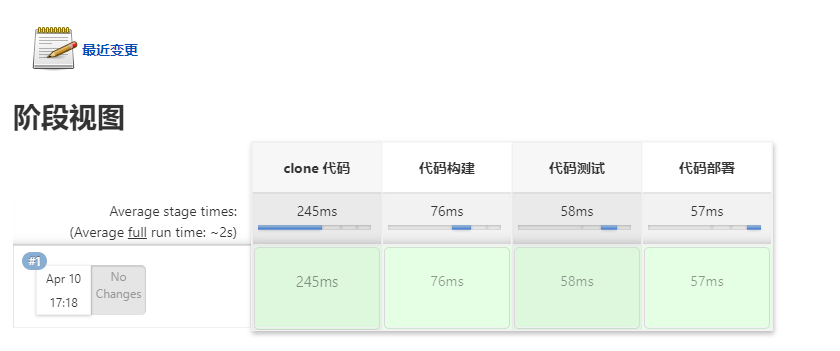 最近变更
阶段视图
clone 代码 代码构建 代码测试 代码部署
Average stage times: 245ms 76ms 58ms 57ms
(Average full run time: ~2s)
#1
Apr 10 No
Changes
17:18
245ms 76ms 58ms 57ms